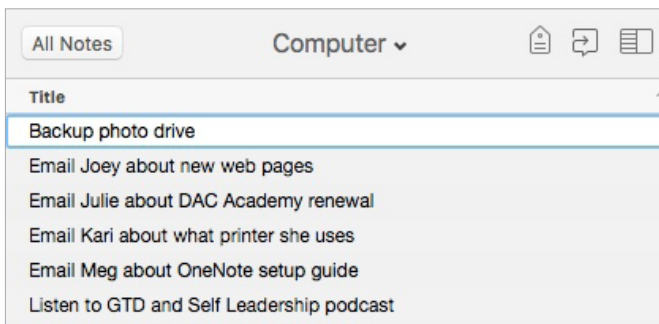 All Notes Computer
Title
Backup photo drive
Email Joey about new web pages
Email Julie about DAC Academy renewal
Email Kari about what printer she uses
Email Meg about OneNote setup guide
Listen to GTD and Self Leadership podcast